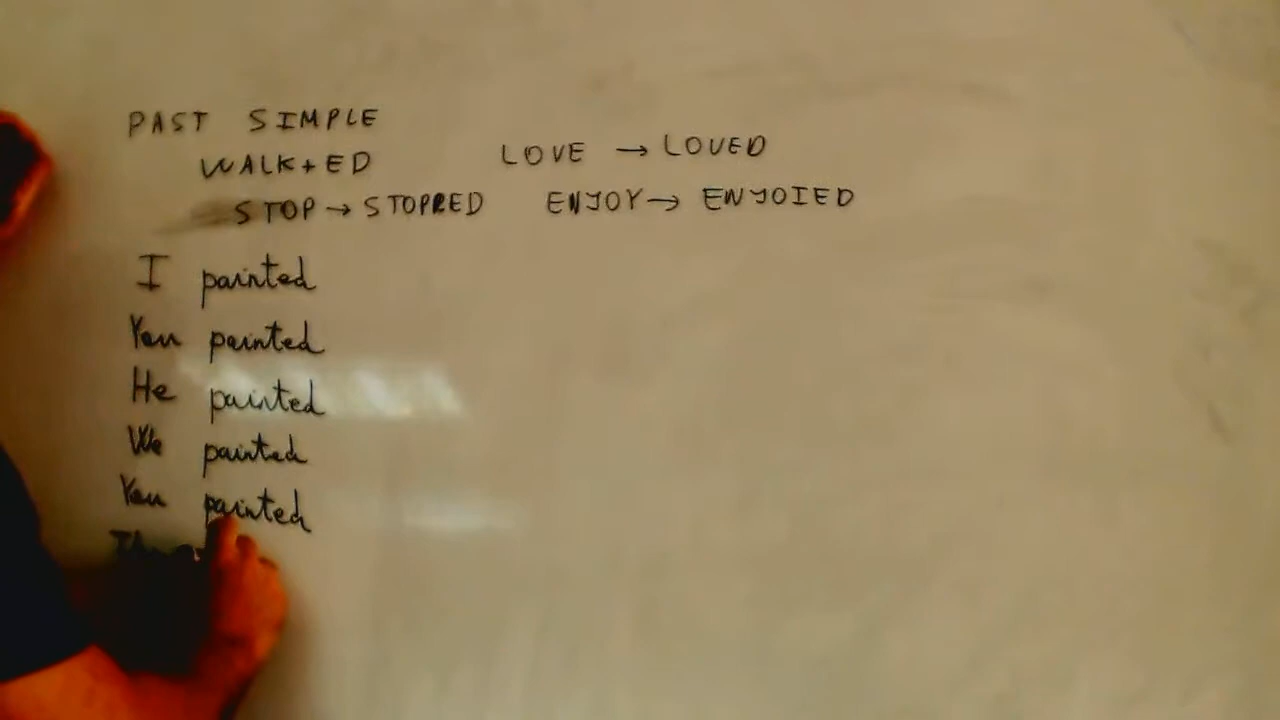 PAST SIMPLE
WALK+ED LOVE → LOVED
STOP → STOPPED ENJOY → ENJOIED
I painted
You painted
He painted
We painted
You painted